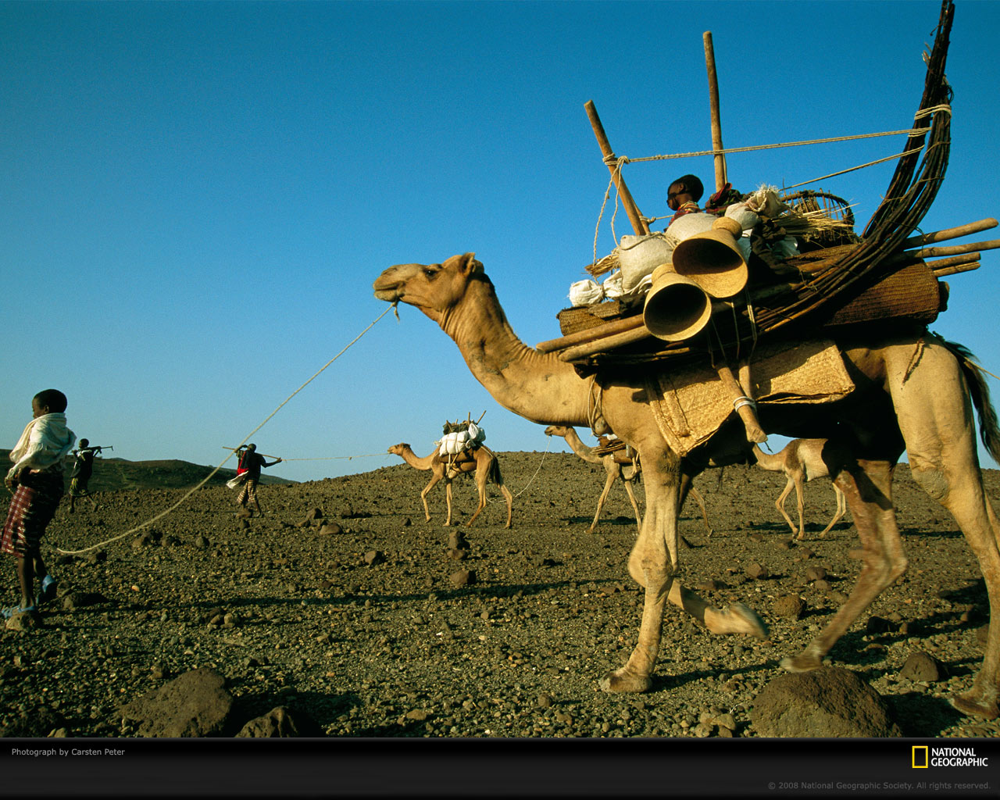 Photograph by Carsten Peter
NATIONAL
GEOGRAPHIC
© 2008 National Geographic Society. All rights reserved.